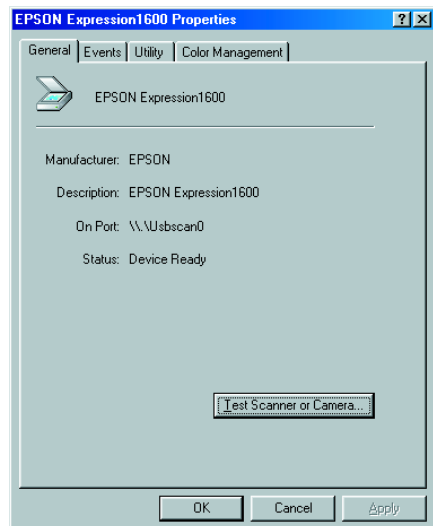 EPSON Expression1600 Properties
General Events Utility Color Management
EPSON Expression1600
Manufacturer: EPSON
Description: EPSON Expression1600
On Port: \\.\Usbscan0
Status: Device Ready
Test Scanner or Camera...
OK Cancel Apply